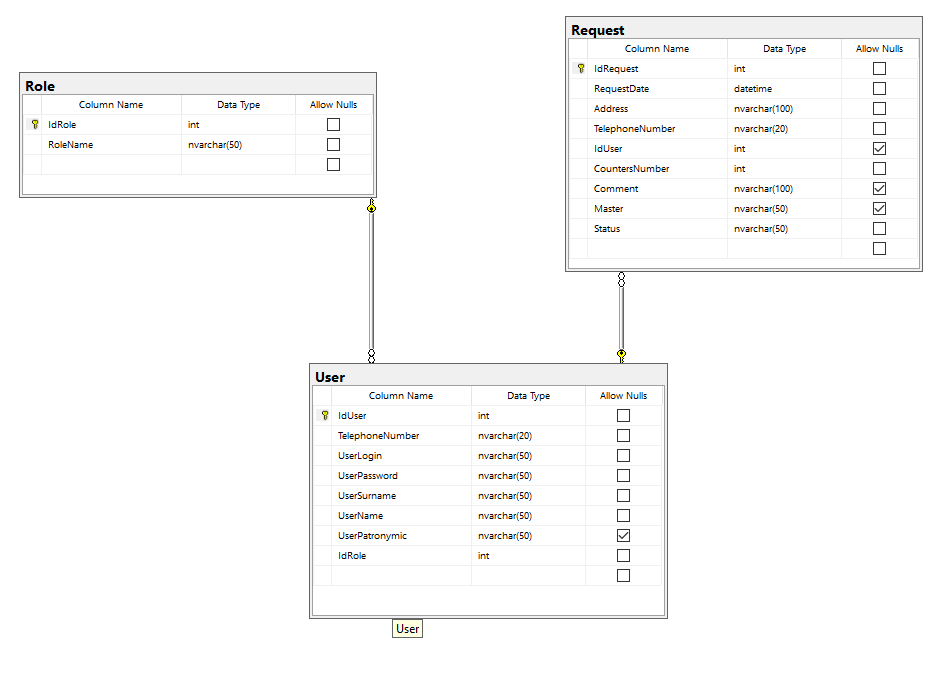 Role
Column Name Data Type Allow Nulls
IdRole int
RoleName nvarchar(50)
Request
Column Name Data Type Allow Nulls
IdRequest int
RequestDate datetime
Address nvarchar(100)
TelephoneNumber nvarchar(20)
IdUser int
CountersNumber int
Comment nvarchar(100)
Master nvarchar(50)
Status nvarchar(50)
User
Column Name Data Type Allow Nulls
IdUser int
TelephoneNumber nvarchar(20)
UserLogin nvarchar(50)
UserPassword nvarchar(50)
UserSurname nvarchar(50)
UserName nvarchar(50)
UserPatronymic nvarchar(50)
IdRole int
User